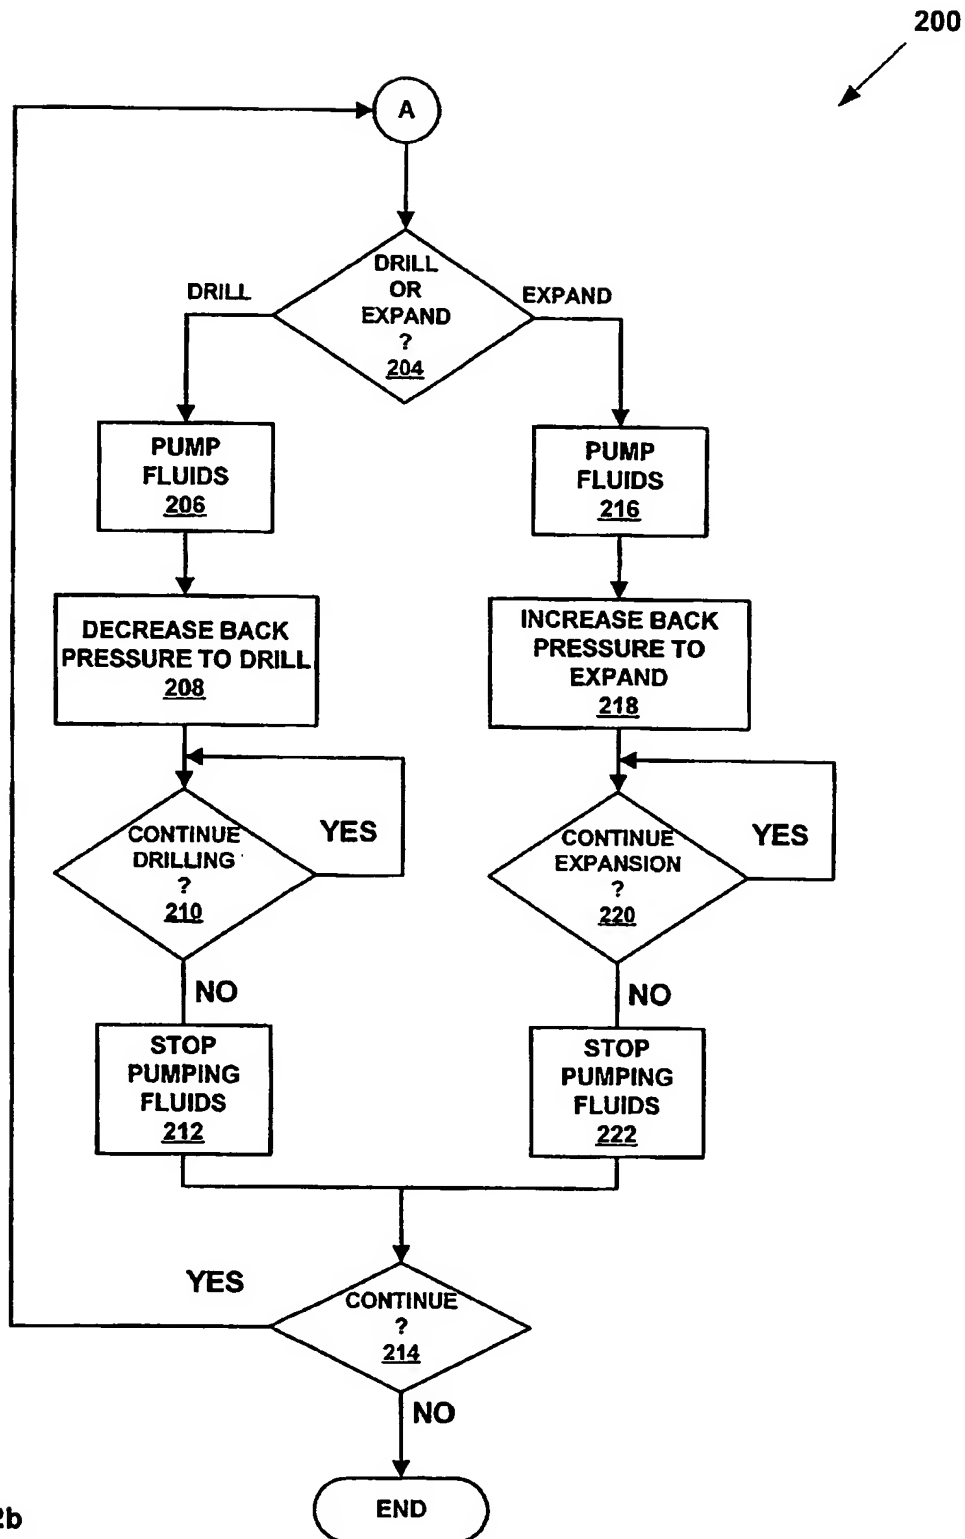 200
A
DRILL
OR
EXPAND
?
204
DRILL
EXPAND
PUMP
FLUIDS
206
PUMP
FLUIDS
216
DECREASE BACK
PRESSURE TO DRILL
208
INCREASE BACK
PRESSURE TO
EXPAND
218
CONTINUE
DRILLING
?
210
YES
CONTINUE
EXPANSION
?
220
YES
NO
NO
STOP
PUMPING
FLUIDS
212
STOP
PUMPING
FLUIDS
222
YES
CONTINUE
?
214
NO
END
2b